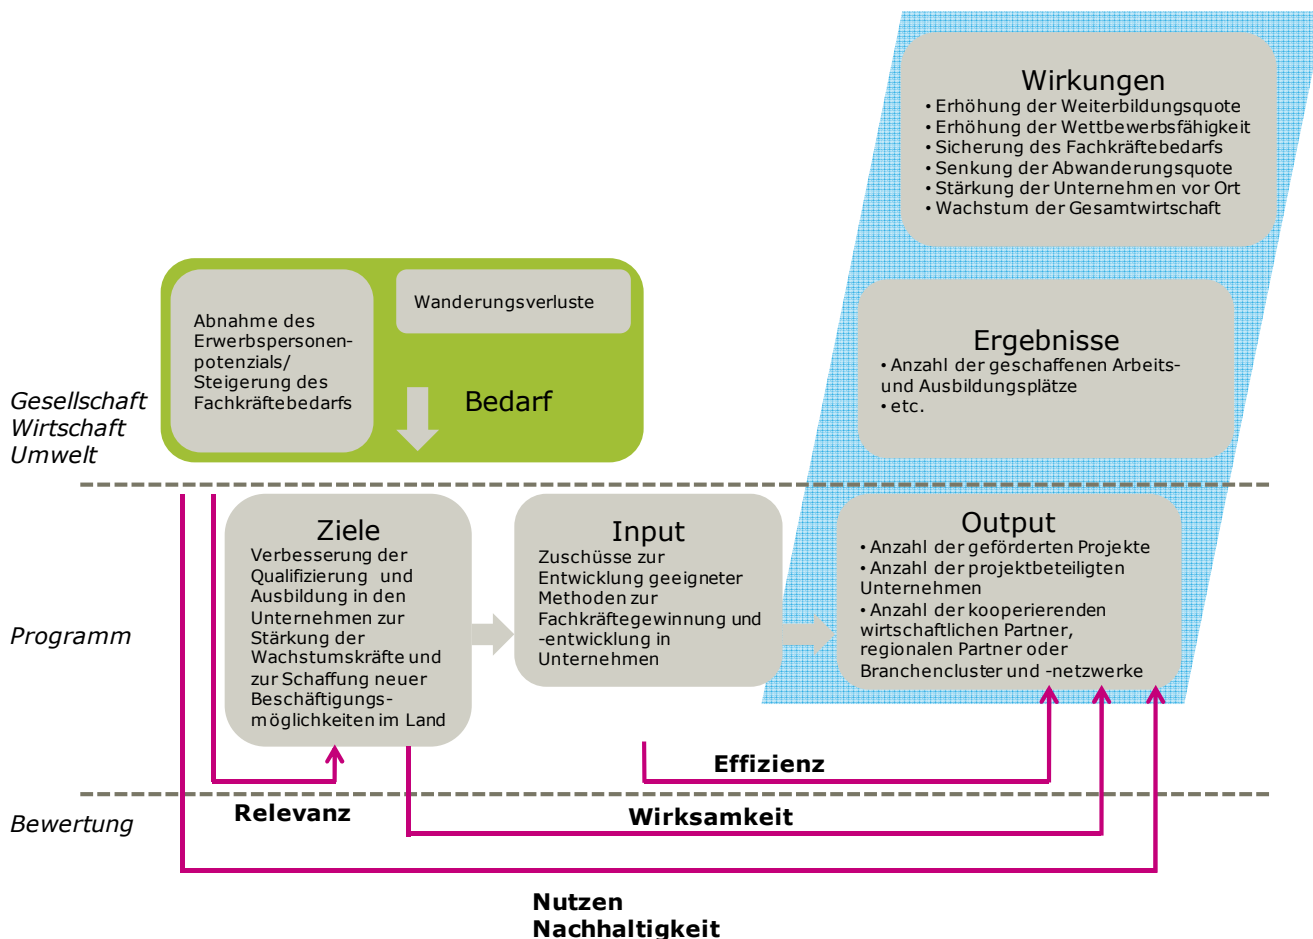 Wirkungen
• Erhöhung der Weiterbildungsquote
• Erhöhung der Wettbewerbsfähigkeit
• Sicherung des Fachkräftebedarfs
• Senkung der Abwanderungsquote
• Stärkung der Unternehmen vor Ort
• Wachstum der Gesamtwirtschaft
Abnahme des
Erwerbspersonen-
potenzials/
Steigerung des
Fachkräftebedarfs
Wanderungsverluste
Bedarf
Ergebnisse
• Anzahl der geschaffenen Arbeits-
und Ausbildungsplätze
• etc.
Gesellschaft
Wirtschaft
Umwelt
Ziele
Verbesserung der
Qualifizierung und
Ausbildung in den
Unternehmen zur
Stärkung der
Wachstumskräfte und
zur Schaffung neuer
Beschäftigungs-
möglichkeiten im Land
Input
Zuschüsse zur
Entwicklung geeigneter
Methoden zur
Fachkräftegewinnung und
-entwicklung in
Unternehmen
Output
• Anzahl der geförderten Projekte
• Anzahl der projektbeteiligten
Unternehmen
• Anzahl der kooperierenden
wirtschaftlichen Partner,
regionalen Partner oder
Branchencluster und -netzwerke
Programm
Effizienz
Relevanz
Wirksamkeit
Bewertung
Nutzen
Nachhaltigkeit